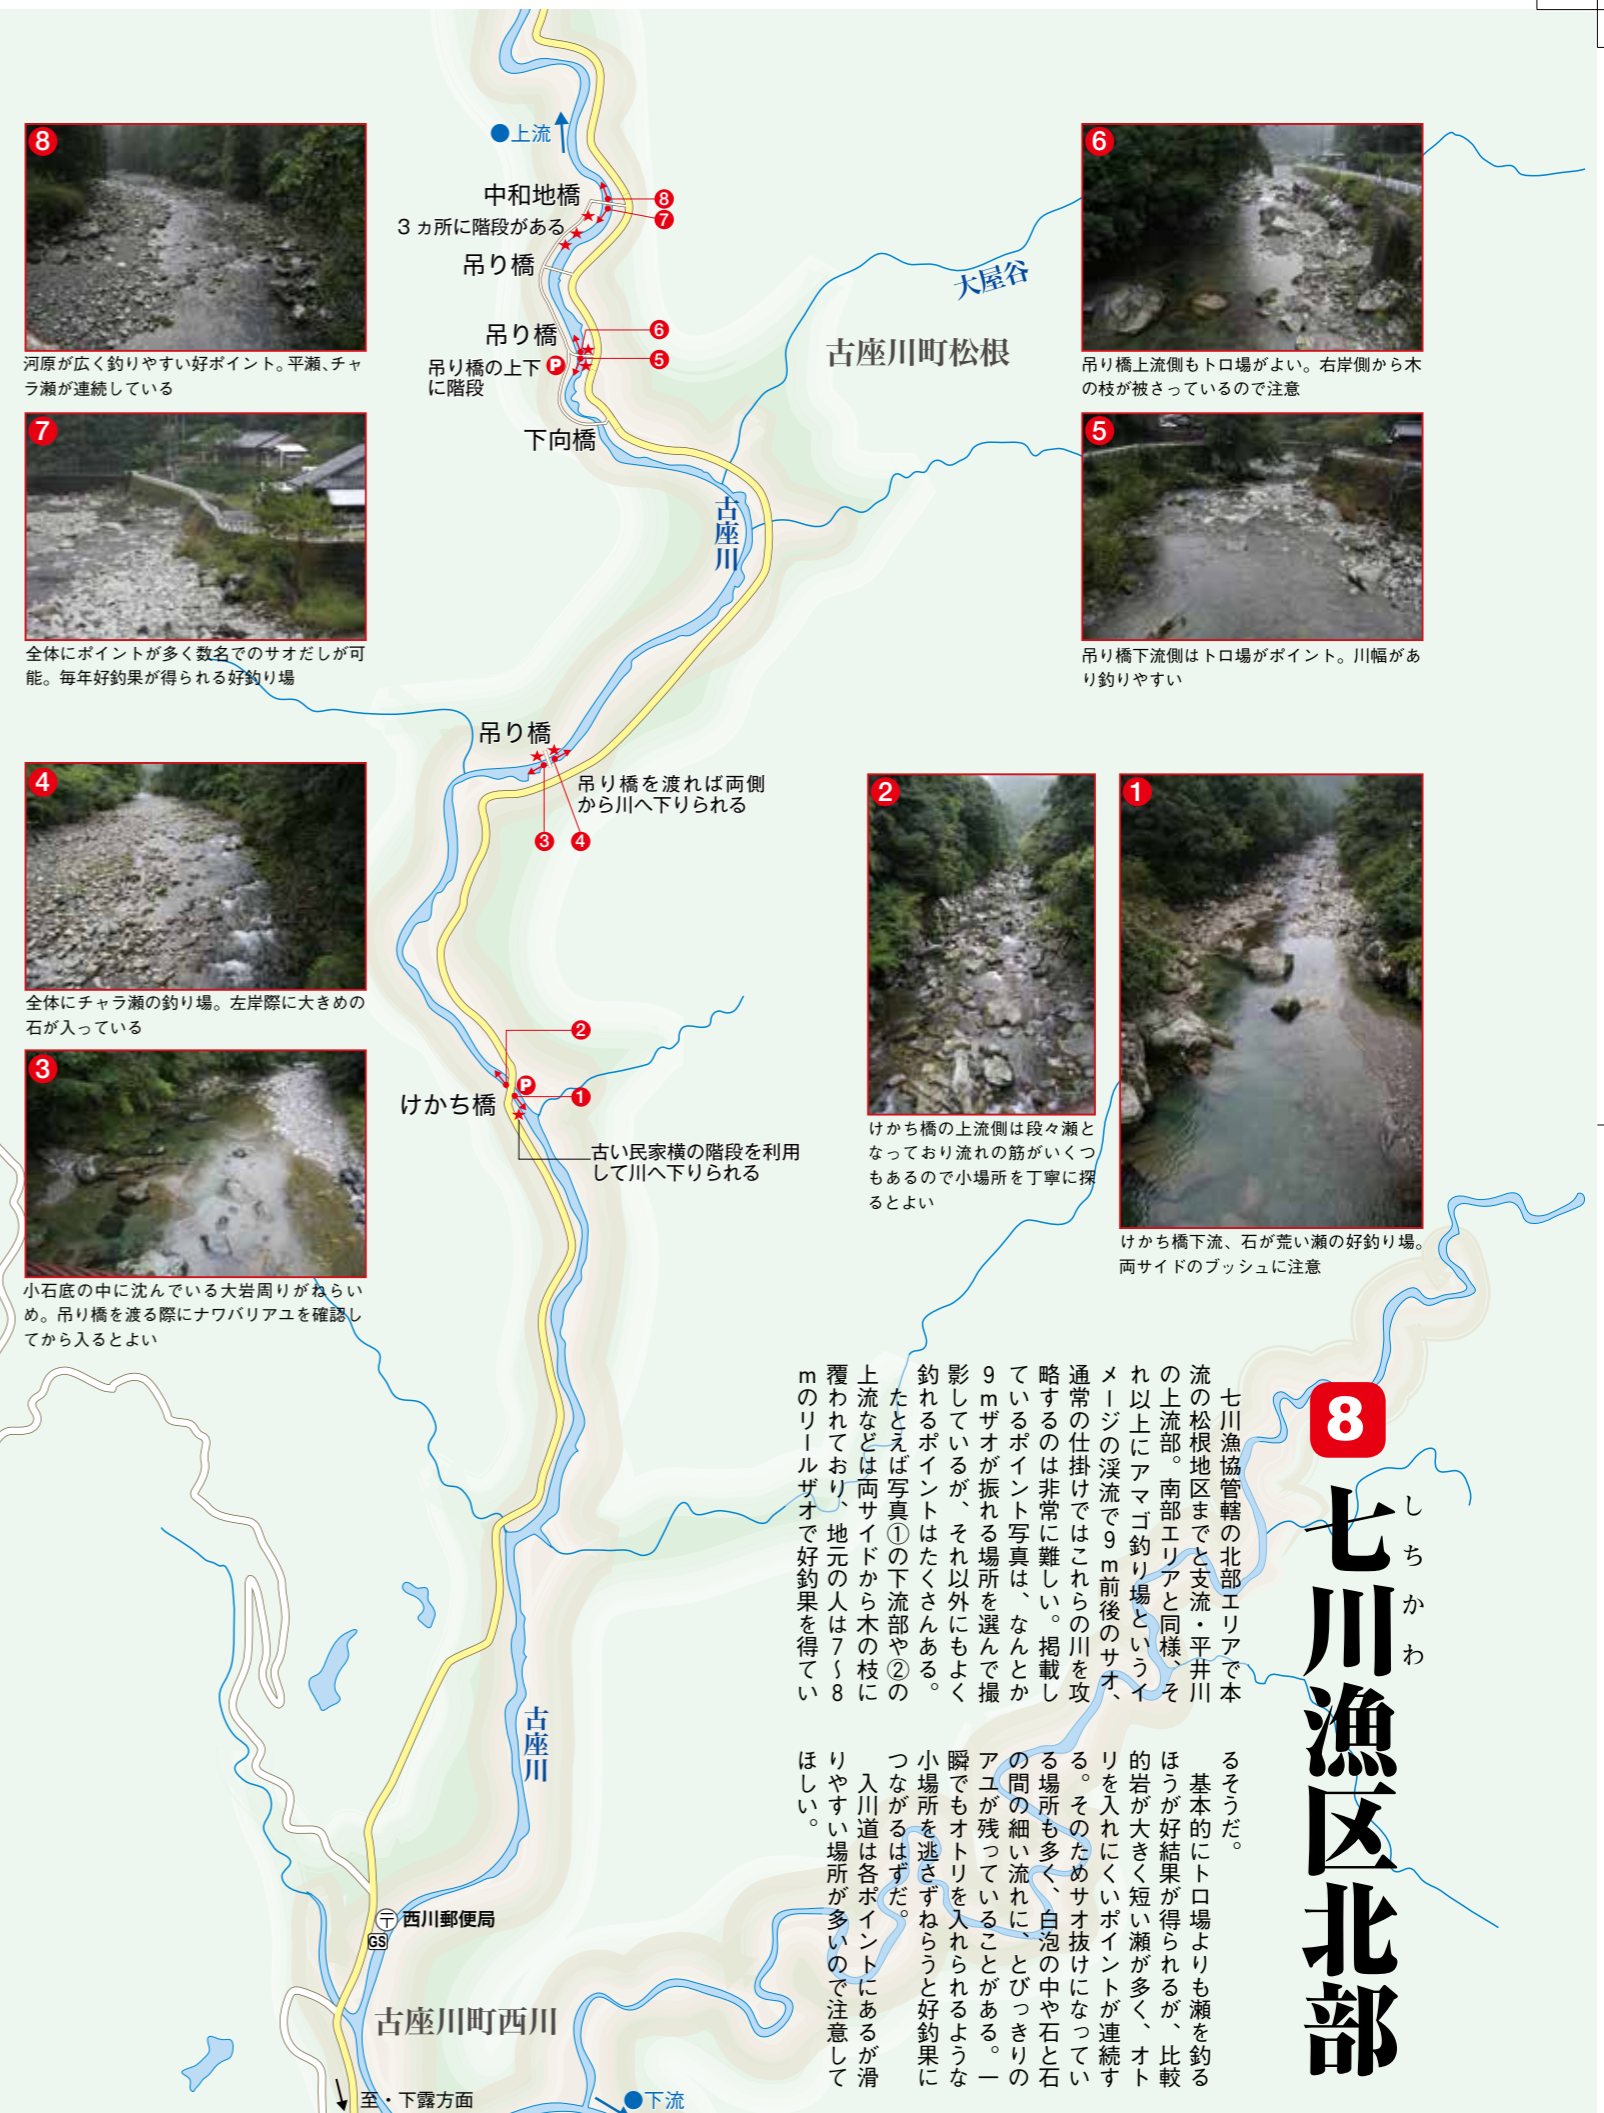 8
七川漁区北部
しちかわ
七川漁協管轄の北部エリアで本
流の松根地区までと支流・平井川
の上流部。南部エリアと同様、そ
れ以上にアマゴ釣り場というイ
メージの渓流で9m前後のサオ、
通常の仕掛けではこれらの川を攻
略するのは非常に難しい。掲載し
ているポイント写真は、なんとか
9mザオが振れる場所を選んで撮
影しているが、それ以外にもよく
釣れるポイントはたくさんある。
たとえば写真①の下流部や②の
上流などは両サイドから木の枝に
覆われており、地元の人は7〜8
mのリールザオで好釣果を得てい
るそうだ。
基本的にトロ場よりも瀬を釣る
ほうが好結果が得られるが、比較
的岩が大きく短い瀬が多く、オト
リを入れにくいポイントが連続す
る。そのためサオ抜けになってい
る場所も多く、白泡の中や石と石
の間の細い流れに、とびっきりの
アユが残っていることがある。一
瞬でもオトリを入れられるような
小場所を逃さずねらうと好釣果に
つながるはずだ。
入川道は各ポイントにあるが滑
りやすい場所が多いので注意して
ほしい。
●上流
中和地橋
8
7
3ヵ所に階段がある
吊り橋
吊り橋
6
5
吊り橋の上下
に階段
P
下向橋
大屋谷
古座川町松根
古座川
吊り橋
吊り橋を渡れば両側
から川へ下りられる
3
4
2
P
1
けかち橋
古い民家横の階段を利用
して川へ下りられる
古座川
〒西川郵便局
GS
古座川町西川
至・下露方面
●下流
8
河原が広く釣りやすい好ポイント。平瀬、チャ
ラ瀬が連続している
7
全体にポイントが多く数名でのサオだしが可
能。毎年好釣果が得られる好釣り場
4
全体にチャラ瀬の釣り場。左岸際に大きめの
石が入っている
3
小石底の中に沈んでいる大岩周りがねらい
め。吊り橋を渡る際にナワバリアユを確認し
てから入るとよい
6
吊り橋上流側もトロ場がよい。右岸側から木
の枝が被さっているので注意
5
吊り橋下流側はトロ場がポイント。川幅があ
り釣りやすい
2
けかち橋の上流側は段々瀬と
なっており流れの筋がいくつ
もあるので小場所を丁寧に探
るとよい
1
けかち橋下流、石が荒い瀬の好釣り場。
両サイドのブッシュに注意